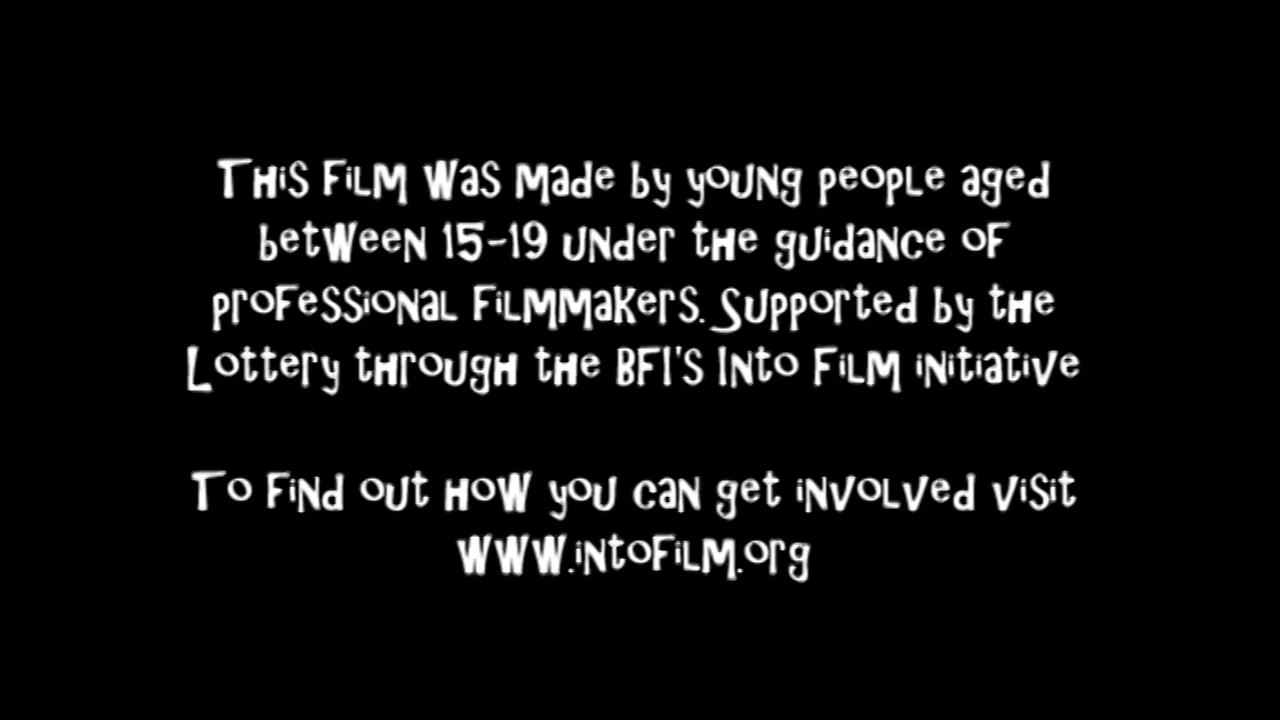 This film was made by young people aged
between 15-19 under the guidance of
professional filmmakers. Supported by the
Lottery through the BFI's Into Film initiative
To find out how you can get involved visit
www.intofilm.org